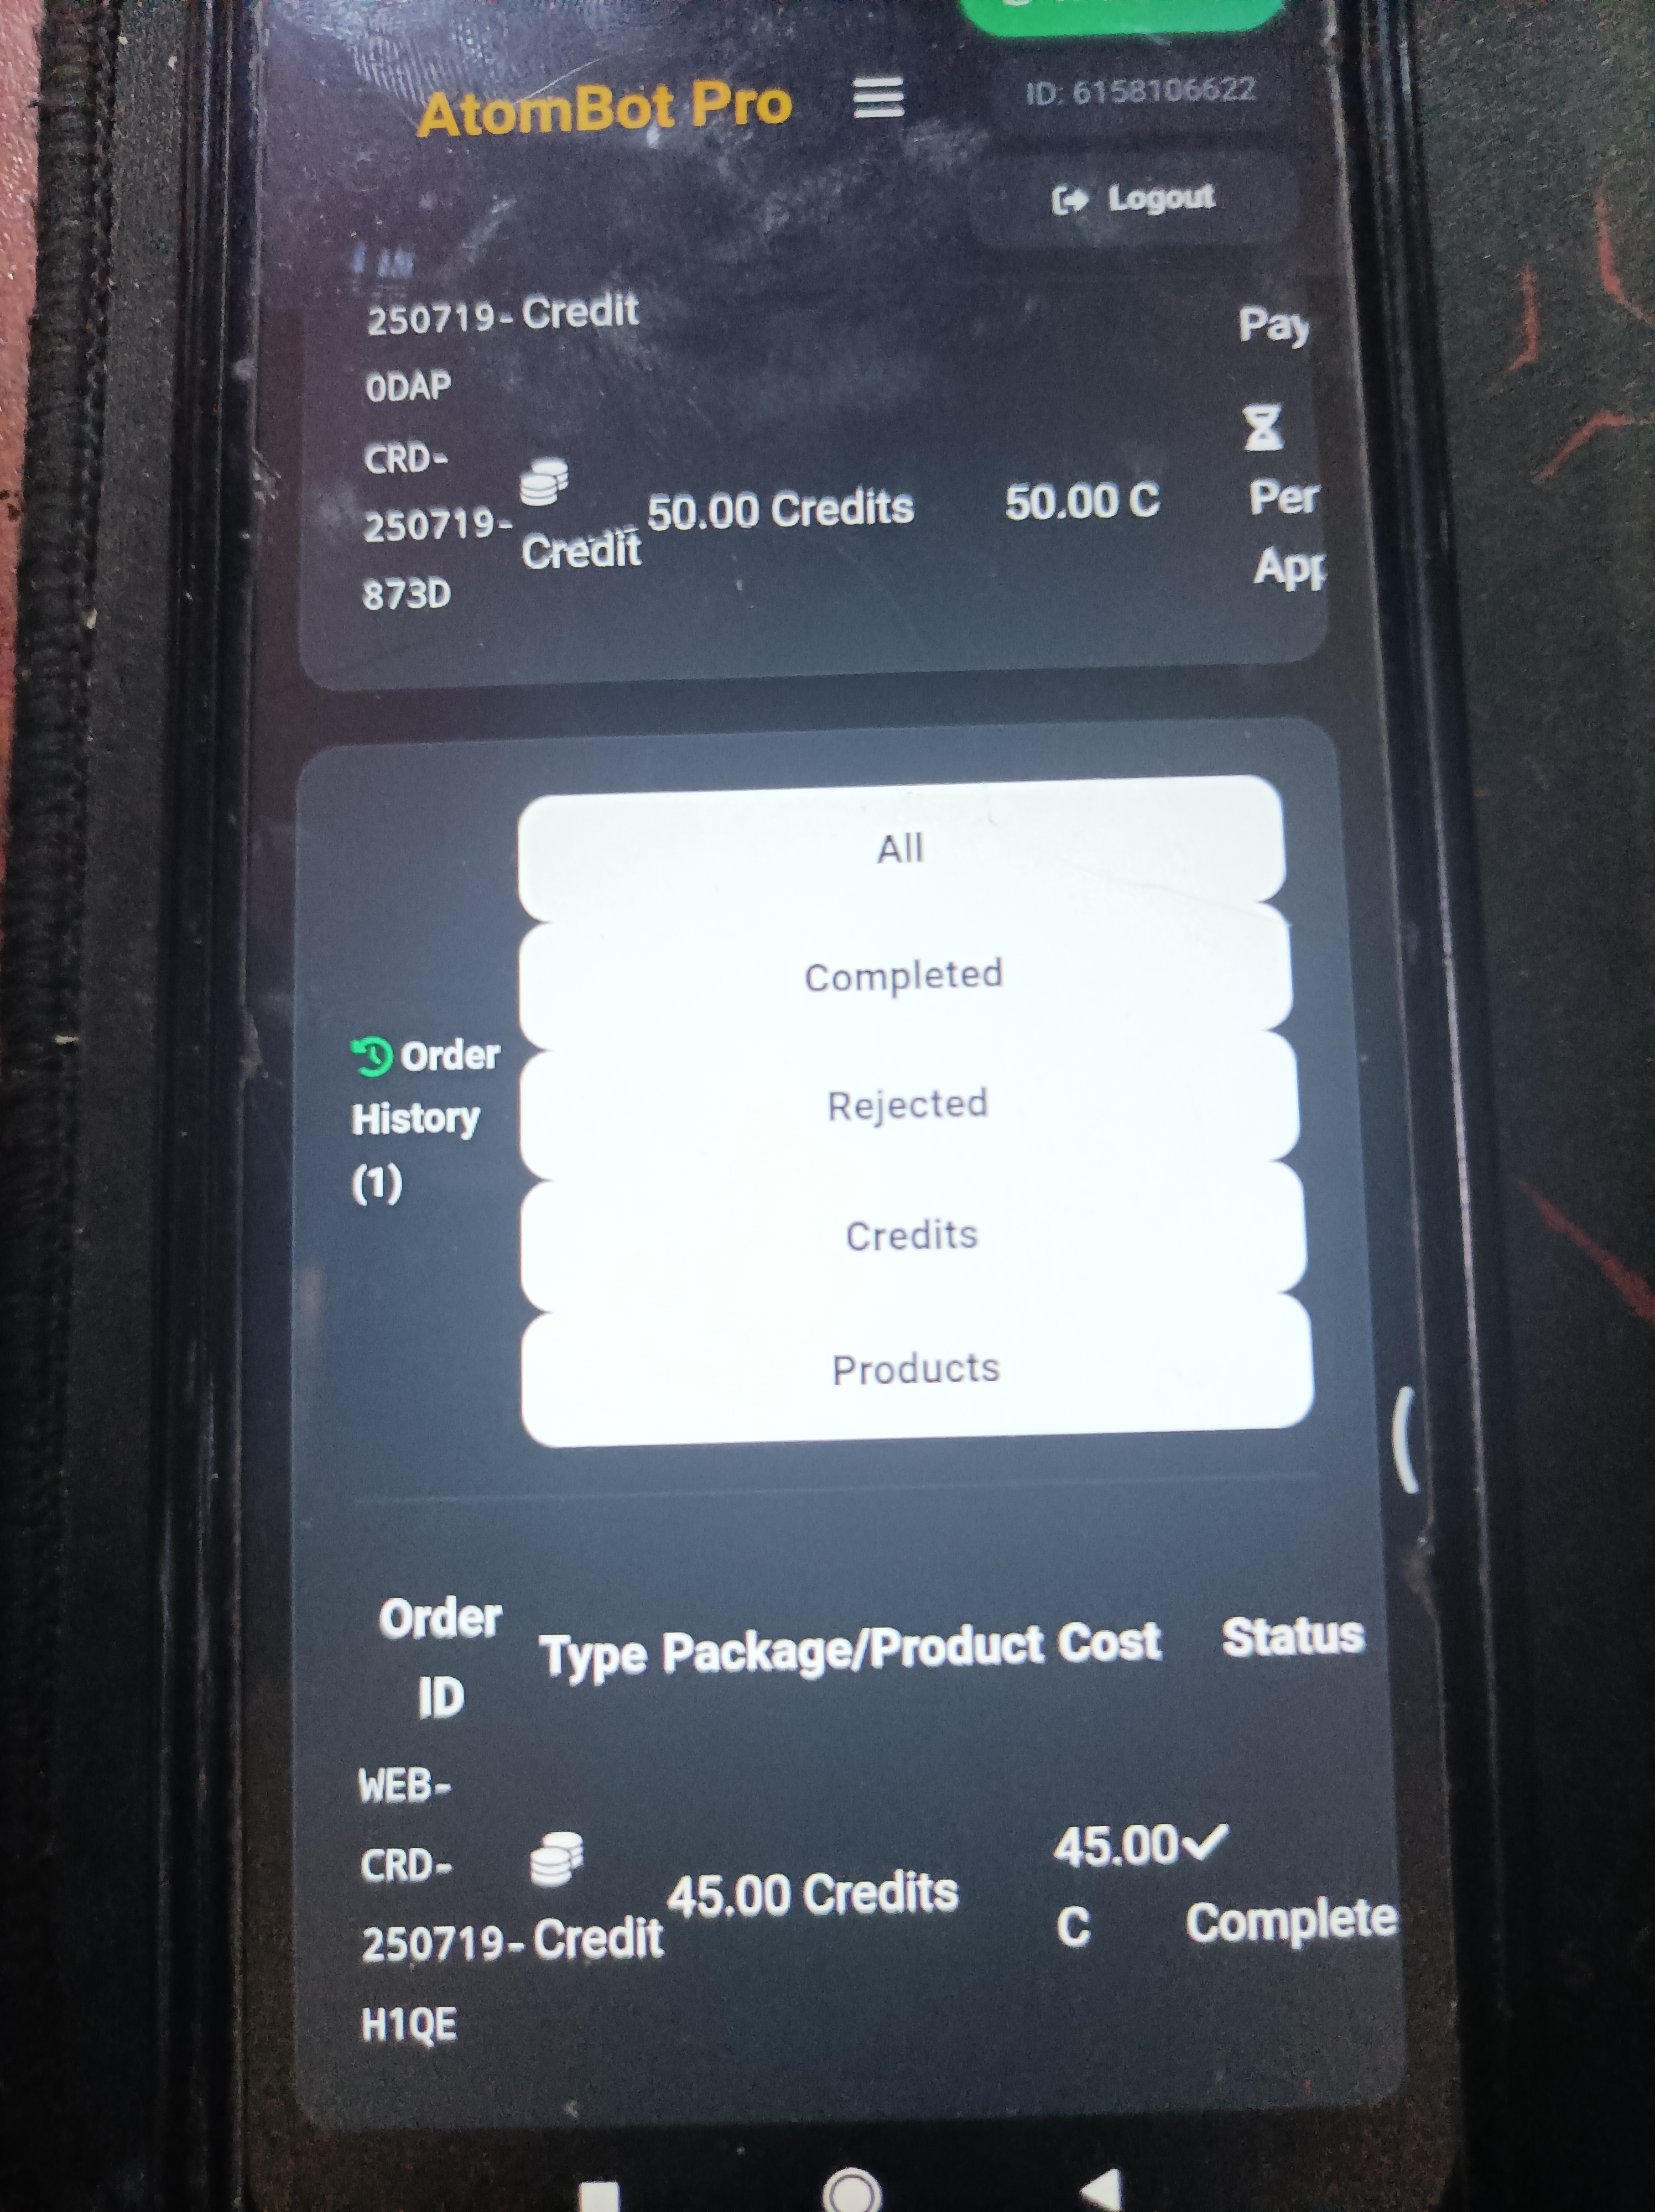 AtomBot Pro
ID: 6158106622
Logout
250719- Credit
0DAP
Pay
CRD-
250719-
873D
Credit
50.00 Credits
50.00 C
Per
App
Order
History
(1)
All
Completed
Rejected
Credits
Products
Order
ID
Type Package/Product Cost Status
WEB-
CRD-
250719- Credit
H1QE
45.00 Credits
45.00
C
Complete